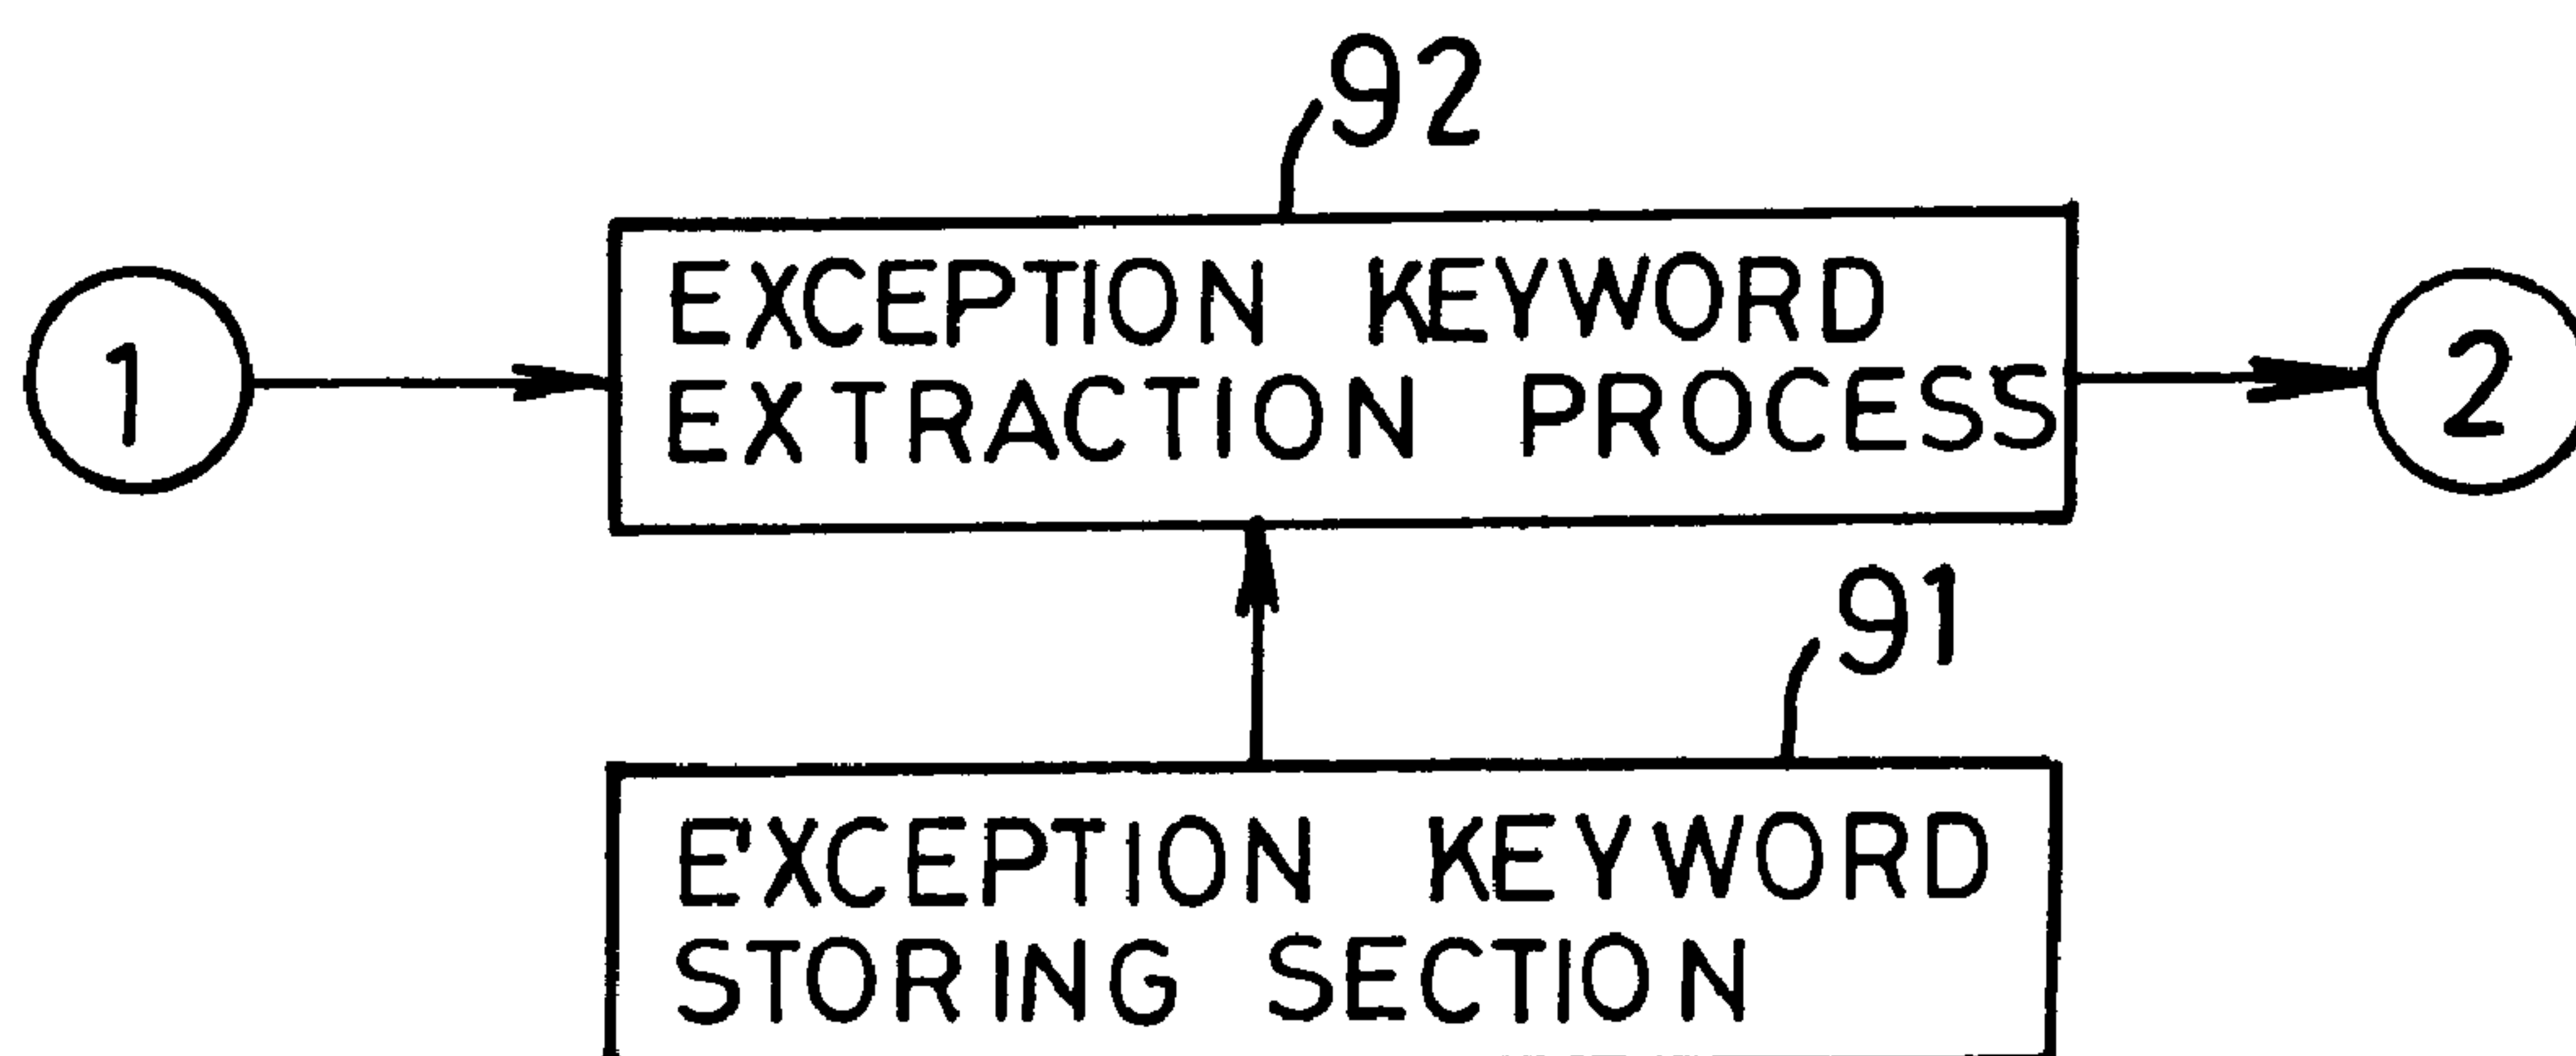 92
1
EXCEPTION KEYWORD
EXTRACTION PROCESS
2
91
EXCEPTION KEYWORD
STORING SECTION